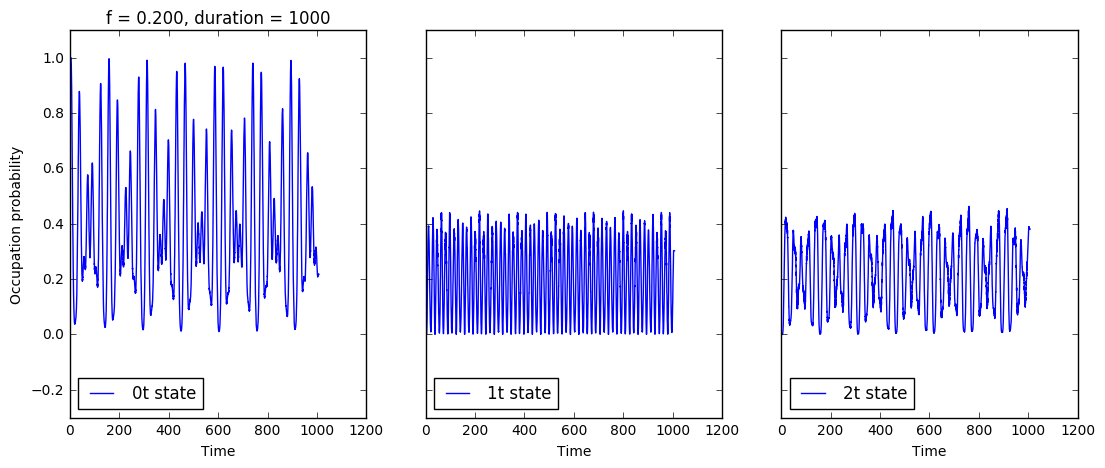 f = 0.200, duration = 1000
Occupation probability
1.0
0.8
0.6
0.4
0.2
0.0
−0.2
0t state
0 200 400 600 800 1000 1200
Time
1t state
0 200 400 600 800 1000 1200
Time
2t state
0 200 400 600 800 1000 1200
Time